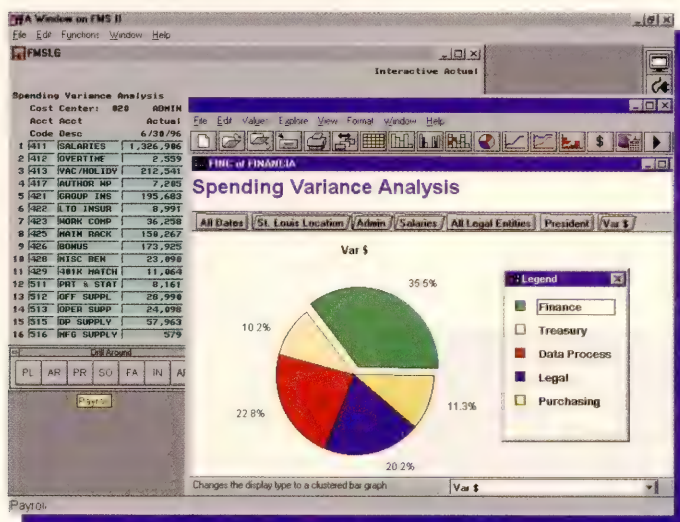 A Window on FMS II
File Edit Functions Window Help
FMSLG
Interactive Actual
Spending Variance Analysis
Cost Center: 020 ADMIN
Acct Acct Actual
Code Desc 6/30/96
1 411 SALARIES 1,326,906
2 412 OVERTIME 2,559
3 413 VAC/HOLIDY 212,541
4 417 AUTHOR NP 7,205
5 421 GROUP INS 195,683
6 422 LTD INSUR 8,991
7 423 WORK COMP 36,258
8 425 MAIN RACK 150,267
9 426 BONUS 173,925
10 428 MISC BEN 23,090
11 429 401K MATCH 11,064
12 511 PRT & STAT 8,161
13 512 OFF SUPPL 28,990
14 513 OPER SUPP 24,098
15 515 DP SUPPLY 57,963
16 516 MFG SUPPLY 579
Drill Around
PL AR PR SO FA IN
Payroll
Payroll
File Edit Values Explore View Format Window Help
FINC of FINANCIA
Spending Variance Analysis
All Dates St. Louis Location Admin Salaries All Legal Entities President Var $
Var $
35.5%
10.2%
22.8%
20.2%
11.3%
Legend
Finance
Treasury
Data Process
Legal
Purchasing
Changes the display type to a clustered bar graph
Var $